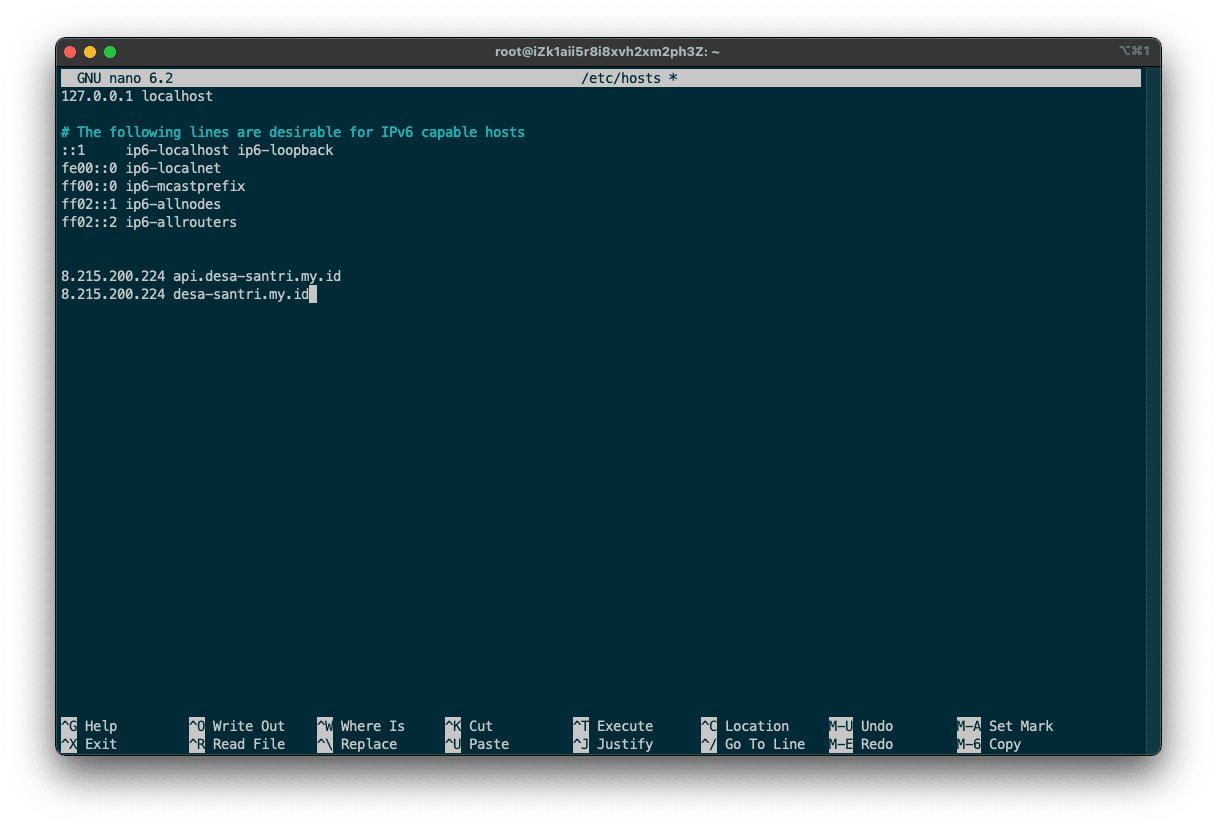 root@iZk1aii5r8i8xvh2xm2ph3Z: ~ ⌥⌘1
GNU nano 6.2 /etc/hosts *
127.0.0.1 localhost
# The following lines are desirable for IPv6 capable hosts
::1     ip6-localhost ip6-loopback
fe00::0 ip6-localnet
ff00::0 ip6-mcastprefix
ff02::1 ip6-allnodes
ff02::2 ip6-allrouters
8.215.200.224 api.desa-santri.my.id
8.215.200.224 desa-santri.my.id
^G Help ^O Write Out ^W Where Is ^K Cut ^T Execute ^C Location M-U Undo M-A Set Mark
^X Exit ^R Read File ^\ Replace ^U Paste ^J Justify ^/ Go To Line M-E Redo M-6 Copy